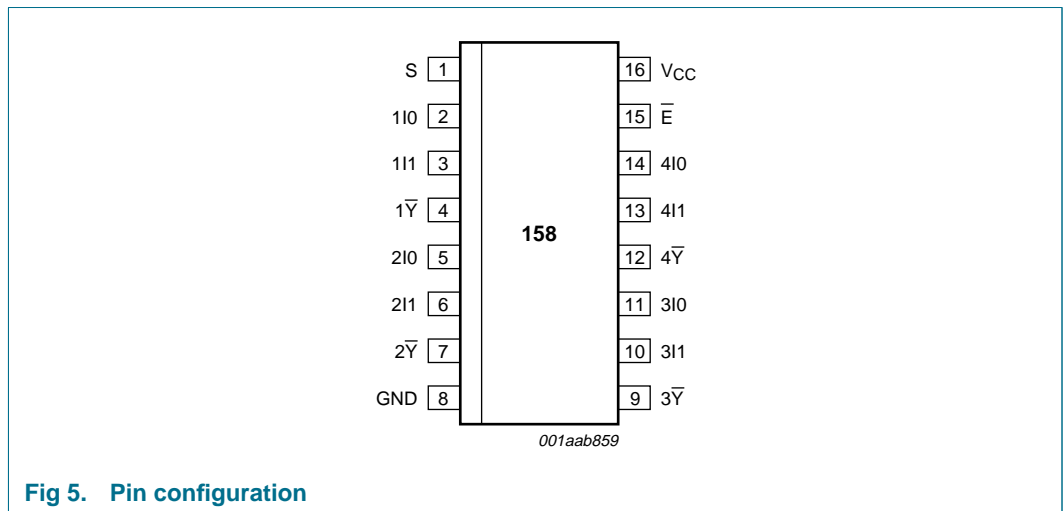 S 1 16 VCC
1I0 2 15 E̅
1I1 3 14 4I0
1Y̅ 4 13 4I1
158
2I0 5 12 4Y̅
2I1 6 11 3I0
2Y̅ 7 10 3I1
GND 8 9 3Y̅
001aab859
Fig 5. Pin configuration